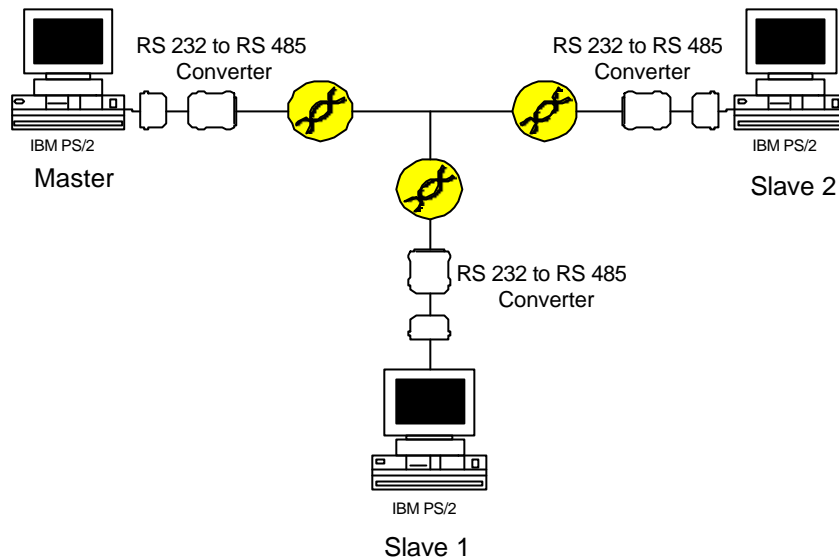 RS 232 to RS 485
Converter
IBM PS/2
Master
RS 232 to RS 485
Converter
IBM PS/2
Slave 2
RS 232 to RS 485
Converter
IBM PS/2
Slave 1